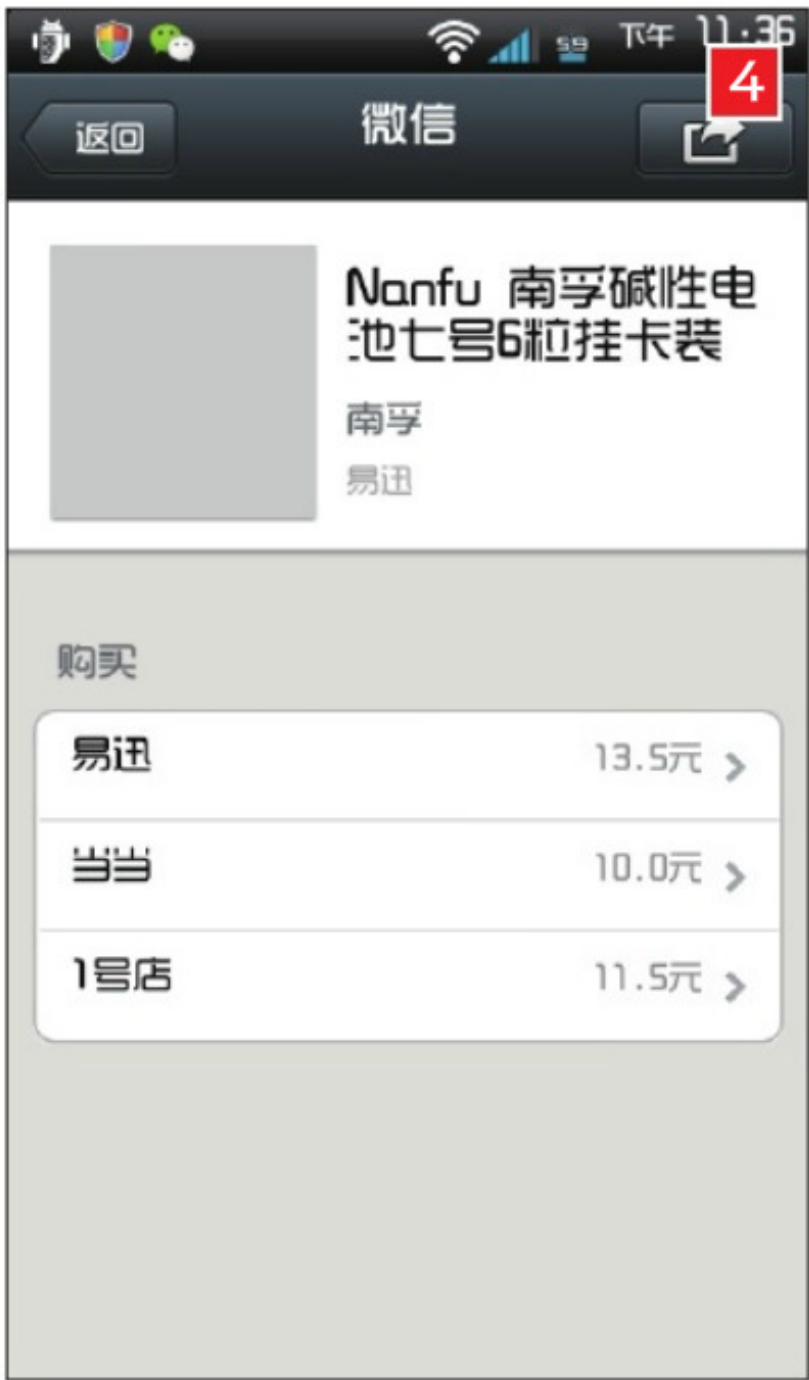 59 下午 11:36
4
返回 微信
Nanfu 南孚碱性电
池七号6粒挂卡装
南孚
易迅
购买
易迅 13.5元
当当 10.0元
1号店 11.5元